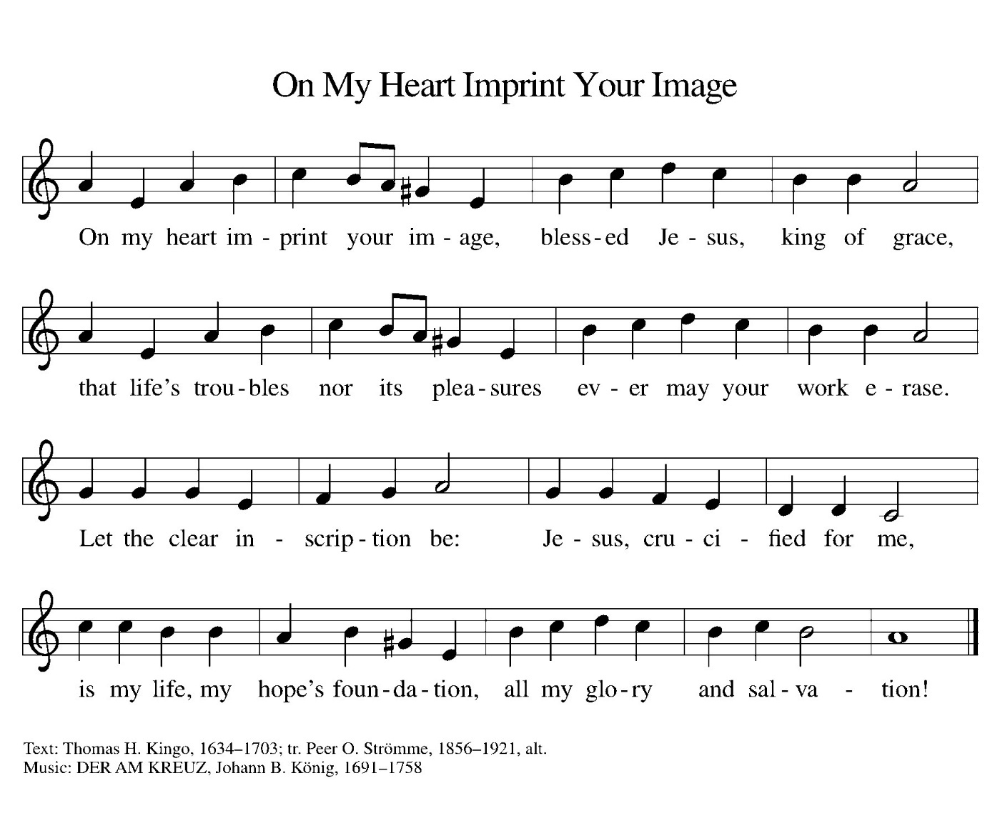 On My Heart Imprint Your Image
On my heart im - print your im - age, bless - ed Je - sus, king of grace,
that life's trou - bles nor its plea - sures ev - er may your work e - rase.
Let the clear in - scrip - tion be: Je - sus, cru - ci - fied for me,
is my life, my hope's foun - da - tion, all my glo - ry and sal - va - tion!
Text: Thomas H. Kingo, 1634–1703; tr. Peer O. Strömme, 1856–1921, alt.
Music: DER AM KREUZ, Johann B. König, 1691–1758